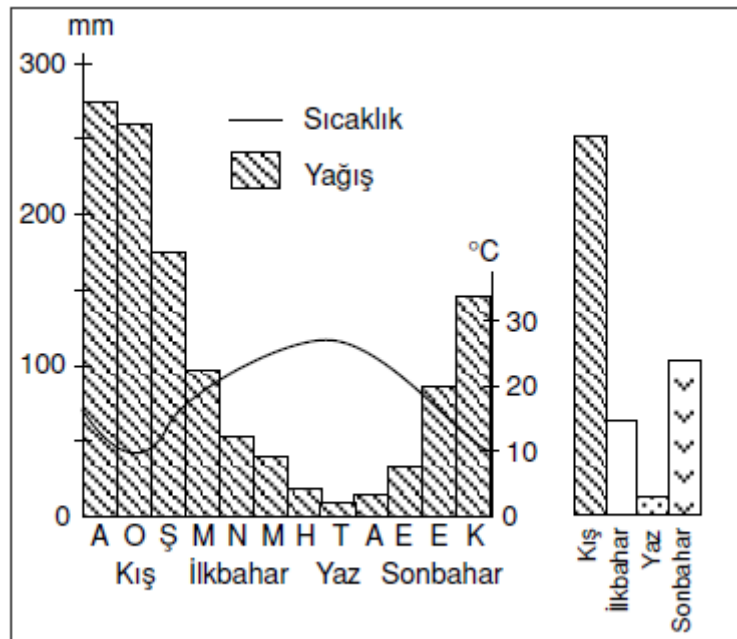 mm
300
200
100
0
Sıcaklık
Yağış
°C
30
20
10
0
A O Ş M N M H T A E E K
Kış İlkbahar Yaz Sonbahar
Kış
İlkbahar
Yaz
Sonbahar